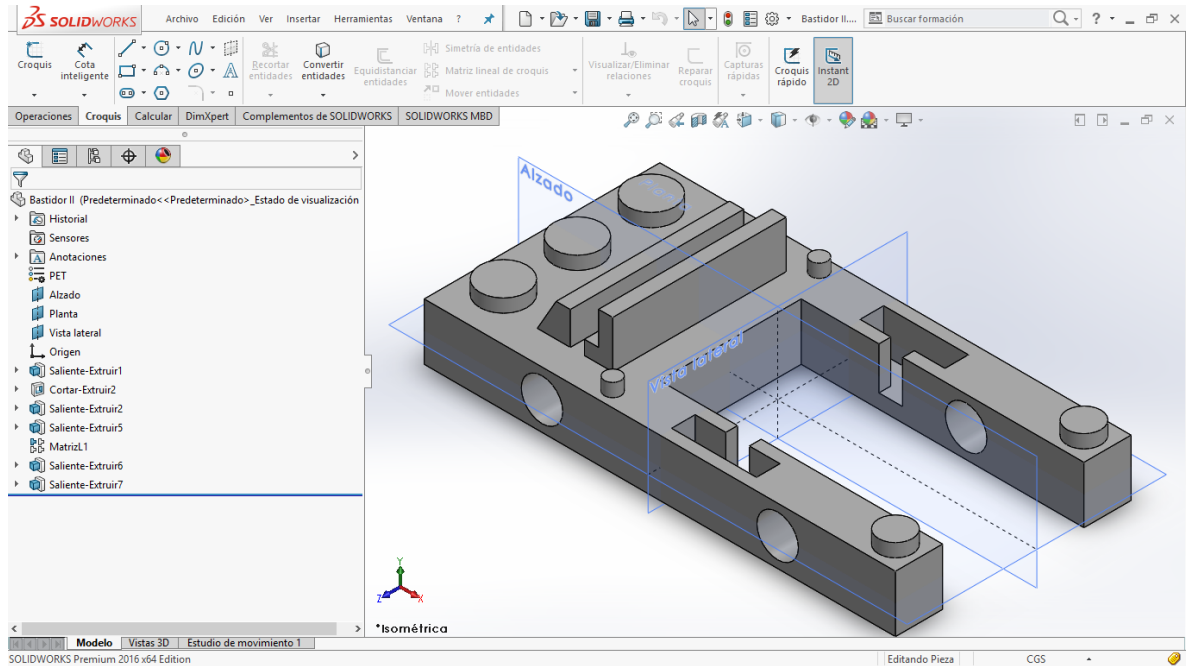 SOLIDWORKS Archivo Edición Ver Insertar Herramientas Ventana ? Bastidor II.... Buscar formación ?
Croquis Cota inteligente Recortar entidades Convertir entidades Equidistanciar entidades Simetría de entidades Matriz lineal de croquis Mover entidades Visualizar/Eliminar relaciones Reparar croquis Capturas rápidas Croquis rápido Instant 2D
Operaciones Croquis Calcular DimXpert Complementos de SOLIDWORKS SOLIDWORKS MBD
Bastidor II (Predeterminado<<Predeterminado>_Estado de visualización
Historial
Sensores
Anotaciones
PET
Alzado
Planta
Vista lateral
Origen
Saliente-Extruir1
Cortar-Extruir2
Saliente-Extruir2
Saliente-Extruir5
MatrizL1
Saliente-Extruir6
Saliente-Extruir7
Alzado
Planta
Vista lateral
Y
Z X
*Isométrica
Modelo Vistas 3D Estudio de movimiento 1
SOLIDWORKS Premium 2016 x64 Edition Editando Pieza CGS